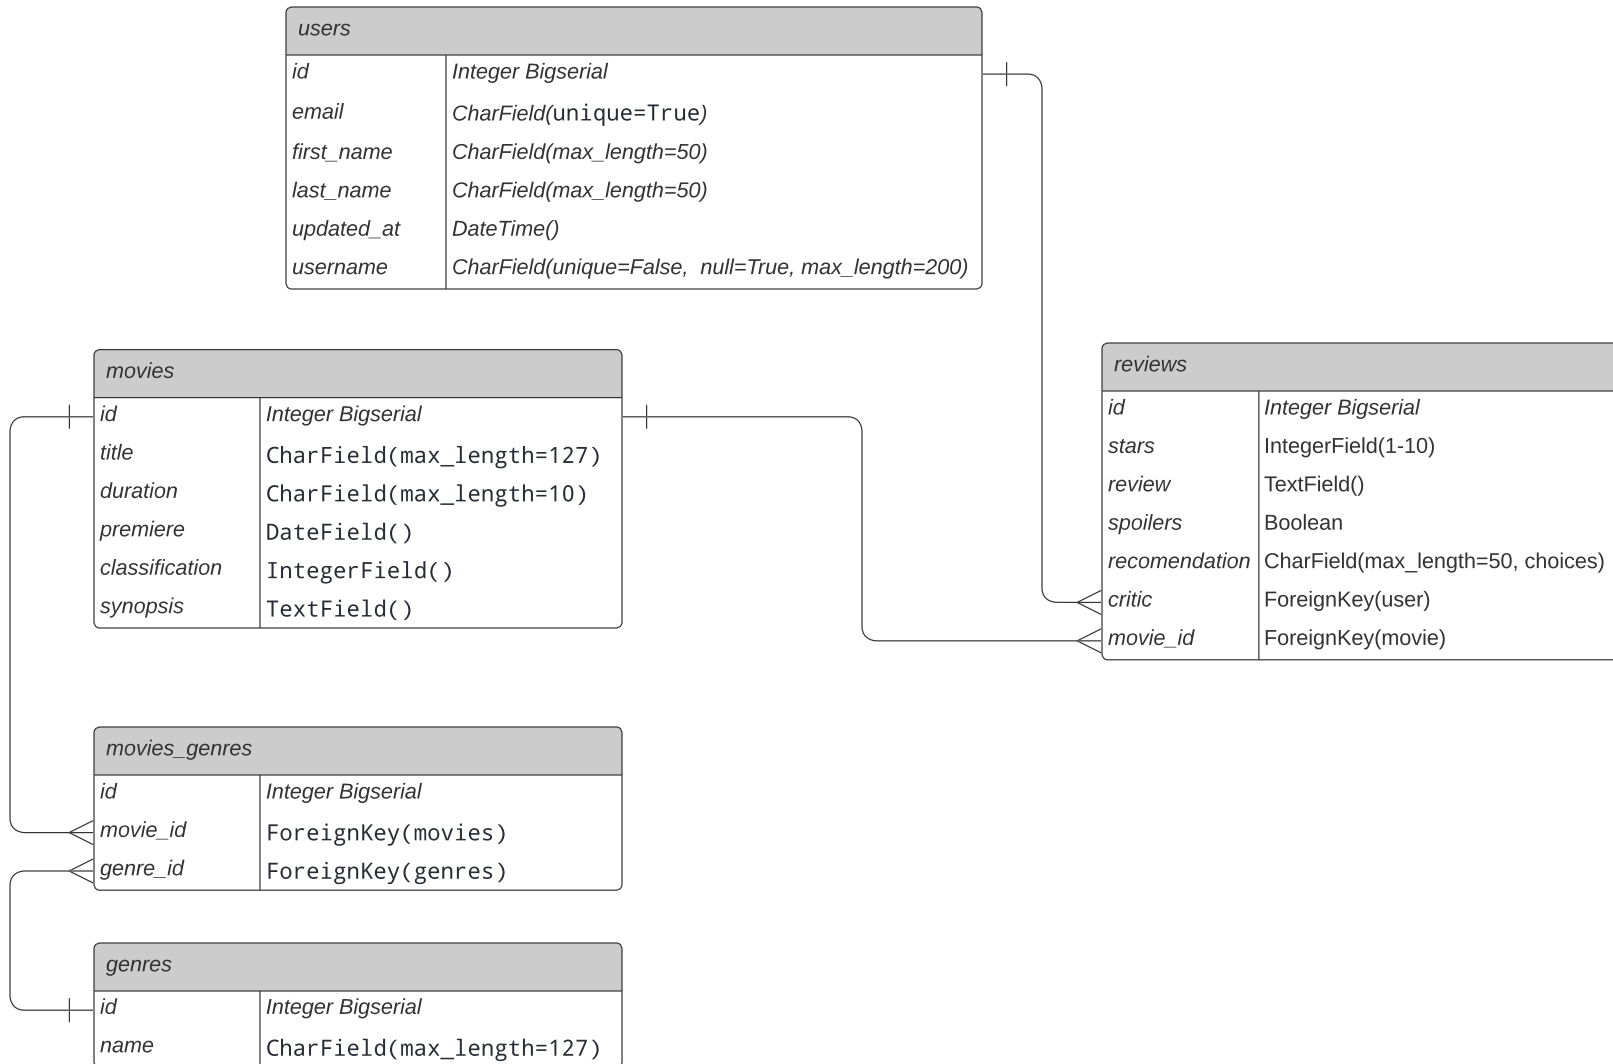 users
id Integer Bigserial
email CharField(unique=True)
first_name CharField(max_length=50)
last_name CharField(max_length=50)
updated_at DateTime()
username CharField(unique=False,  null=True, max_length=200)
movies
id Integer Bigserial
title CharField(max_length=127)
duration CharField(max_length=10)
premiere DateField()
classification IntegerField()
synopsis TextField()
reviews
id Integer Bigserial
stars IntegerField(1-10)
review TextField()
spoilers Boolean
recomendation CharField(max_length=50, choices)
critic ForeignKey(user)
movie_id ForeignKey(movie)
movies_genres
id Integer Bigserial
movie_id ForeignKey(movies)
genre_id ForeignKey(genres)
genres
id Integer Bigserial
name CharField(max_length=127)